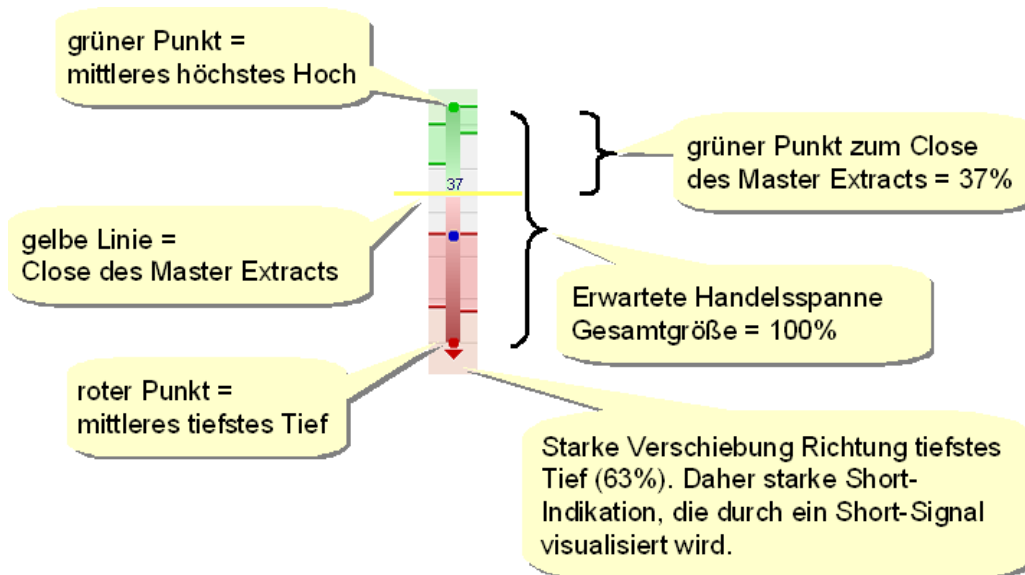 grüner Punkt =
mittleres höchstes Hoch
grüner Punkt zum Close
des Master Extracts = 37%
37
gelbe Linie =
Close des Master Extracts
Erwartete Handelsspanne
Gesamtgröße = 100%
roter Punkt =
mittleres tiefstes Tief
Starke Verschiebung Richtung tiefstes
Tief (63%). Daher starke Short-
Indikation, die durch ein Short-Signal
visualisiert wird.